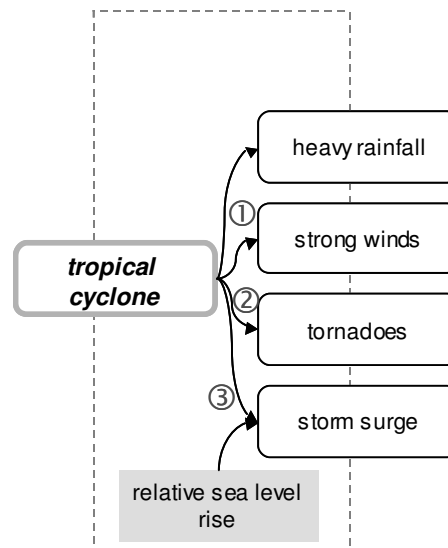 heavy rainfall
①
strong winds
tropical
cyclone
②
tornadoes
③
storm surge
relative sea level
rise